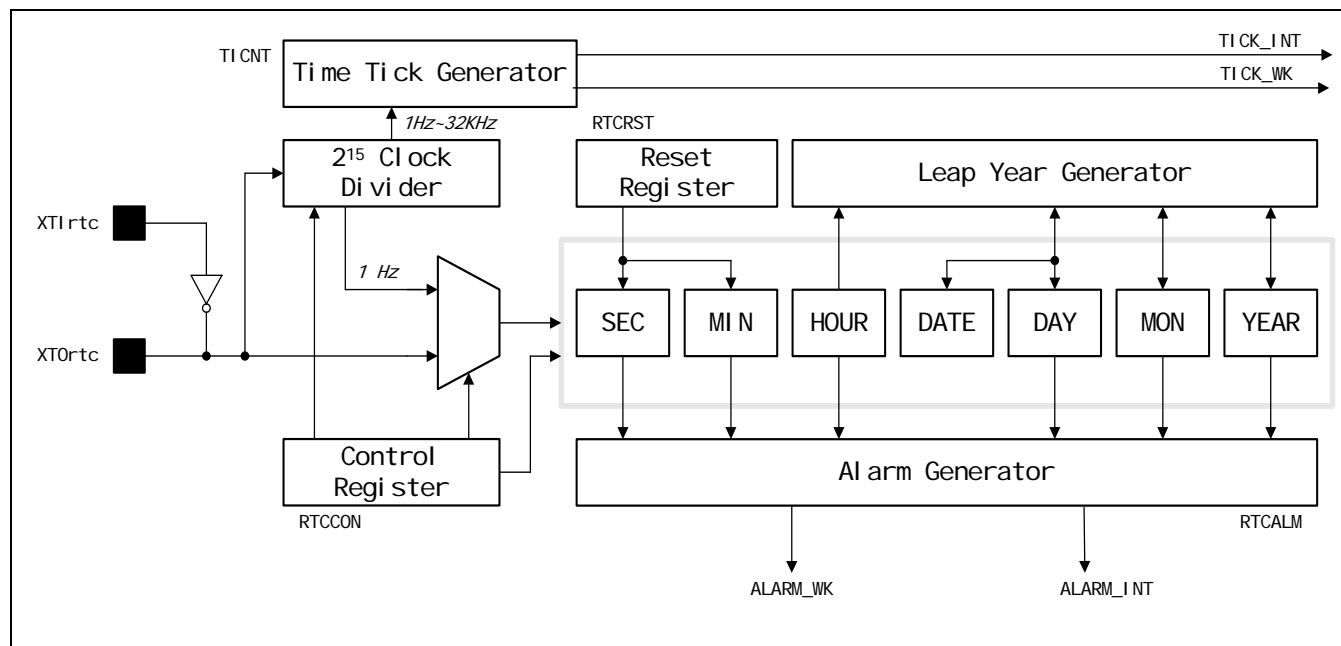 TICNT
Time Tick Generator
TICK_INT
TICK_WK
1Hz~32KHz
RTCRST
2¹⁵ Clock
Divider
Reset
Register
Leap Year Generator
XTIrtc
1 Hz
SEC
MIN
HOUR
DATE
DAY
MON
YEAR
XTOrtc
Control
Register
Alarm Generator
RTCCON
RTCALM
ALARM_WK
ALARM_INT